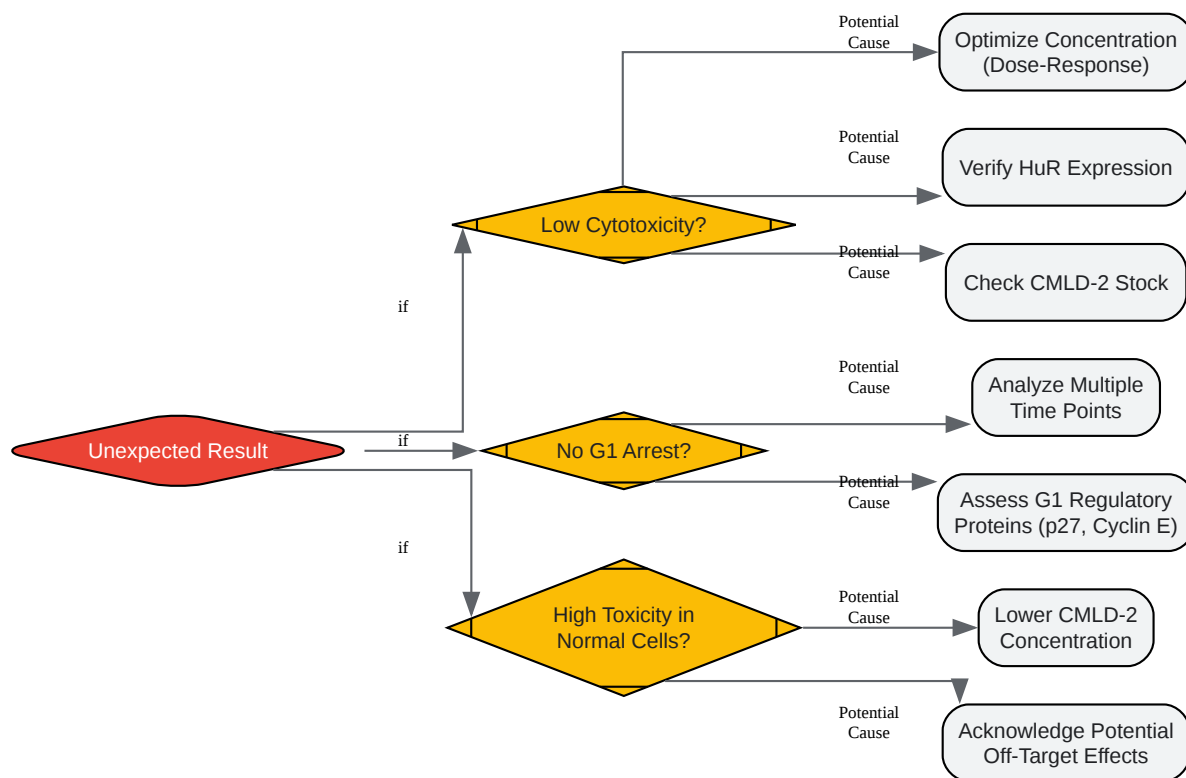 Potential
Cause
Optimize Concentration
(Dose-Response)
Potential
Cause
Verify HuR Expression
Low Cytotoxicity?
Potential
Cause
Check CMLD-2 Stock
if
Potential
Cause
Analyze Multiple
Time Points
Unexpected Result
if
No G1 Arrest?
Potential
Cause
Assess G1 Regulatory
Proteins (p27, Cyclin E)
if
High Toxicity in
Normal Cells?
Potential
Cause
Lower CMLD-2
Concentration
Potential
Cause
Acknowledge Potential
Off-Target Effects